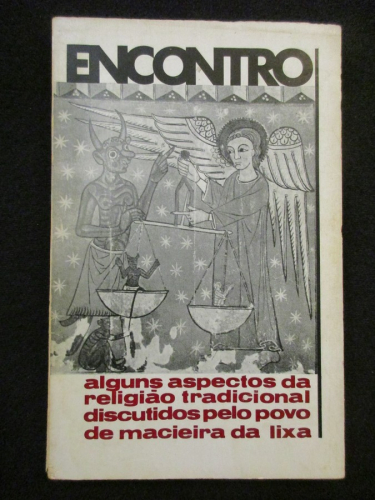 ENCONTRO
alguns aspectos da
religião tradicional
discutidos pelo povo
de macieira da lixa